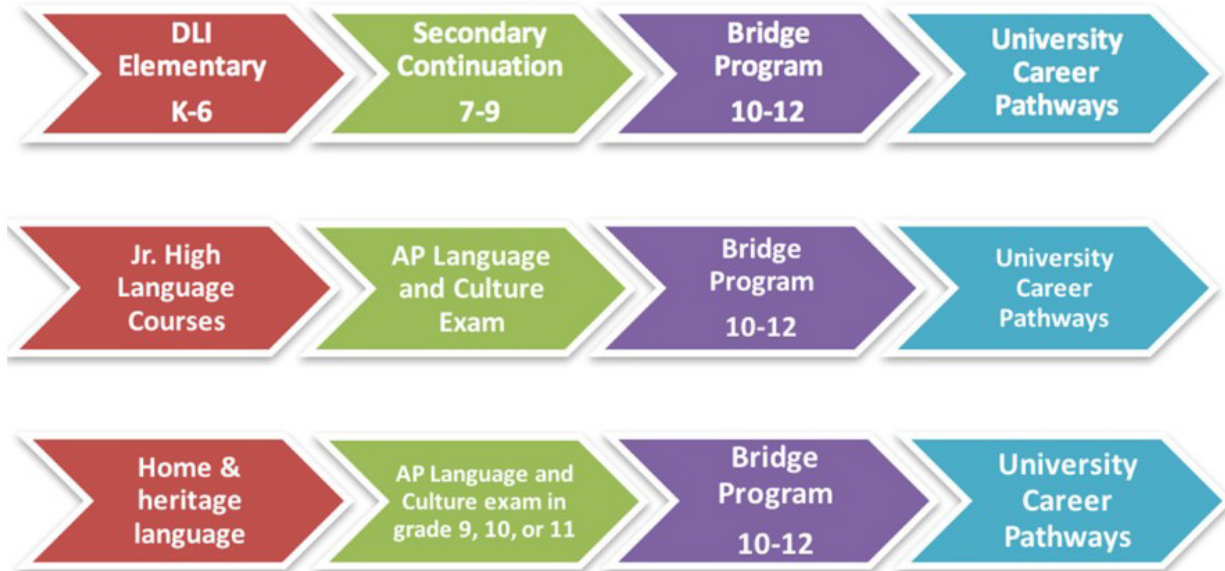 DLI
Elementary
K-6
Secondary
Continuation
7-9
Bridge
Program
10-12
University
Career
Pathways
Jr. High
Language
Courses
AP Language
and Culture
Exam
Bridge
Program
10-12
University
Career
Pathways
Home &
heritage
language
AP Language and
Culture exam in
grade 9, 10, or 11
Bridge
Program
10-12
University
Career
Pathways